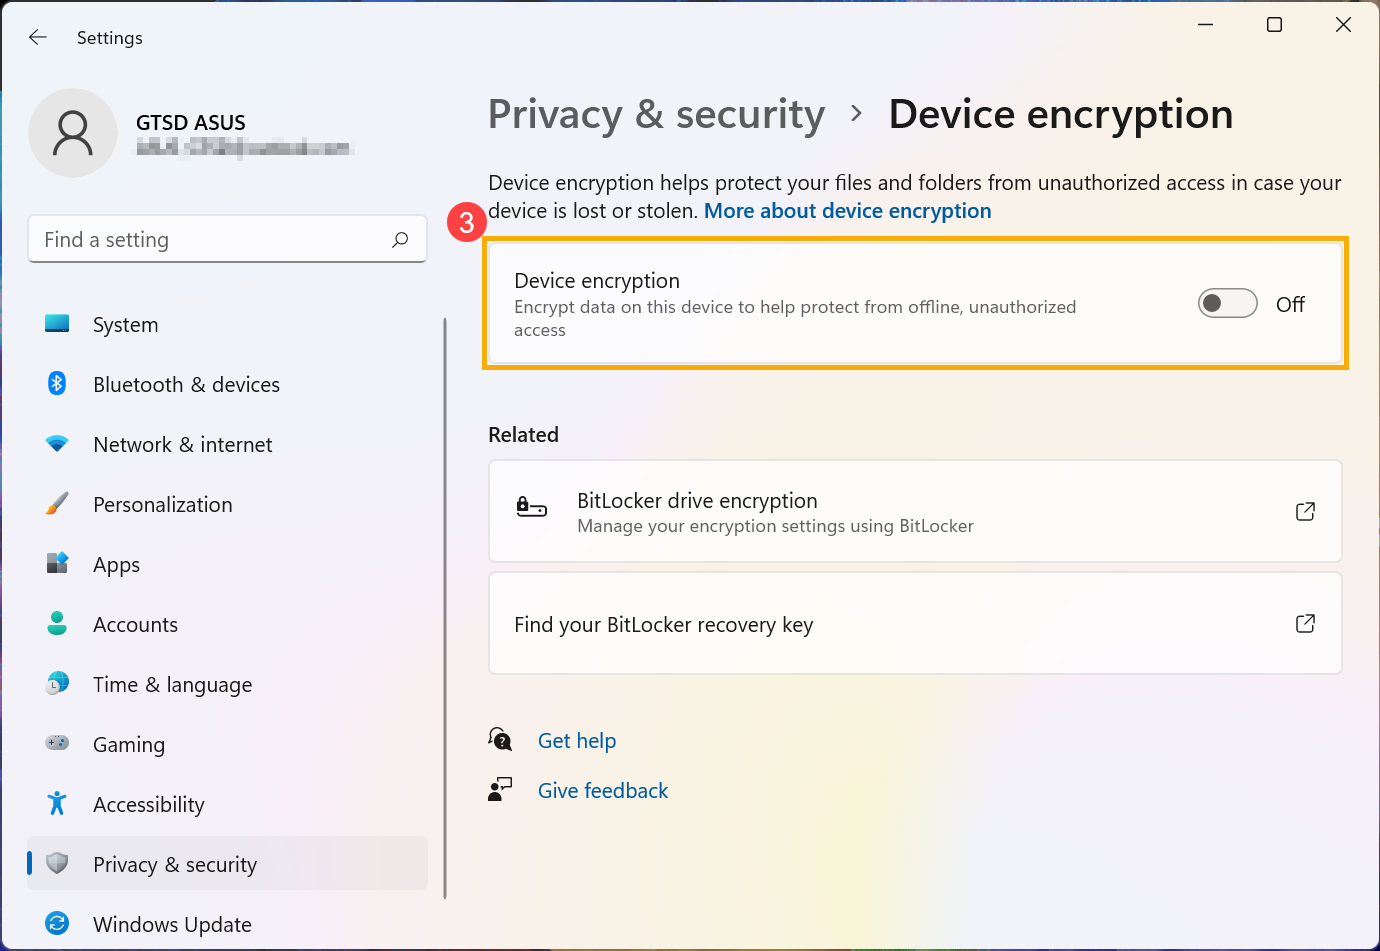 Settings
GTSD ASUS
Find a setting
System
Bluetooth & devices
Network & internet
Personalization
Apps
Accounts
Time & language
Gaming
Accessibility
Privacy & security
Windows Update
Privacy & security > Device encryption
Device encryption helps protect your files and folders from unauthorized access in case your
device is lost or stolen. More about device encryption
3
Device encryption
Encrypt data on this device to help protect from offline, unauthorized
access
Off
Related
BitLocker drive encryption
Manage your encryption settings using BitLocker
Find your BitLocker recovery key
Get help
Give feedback